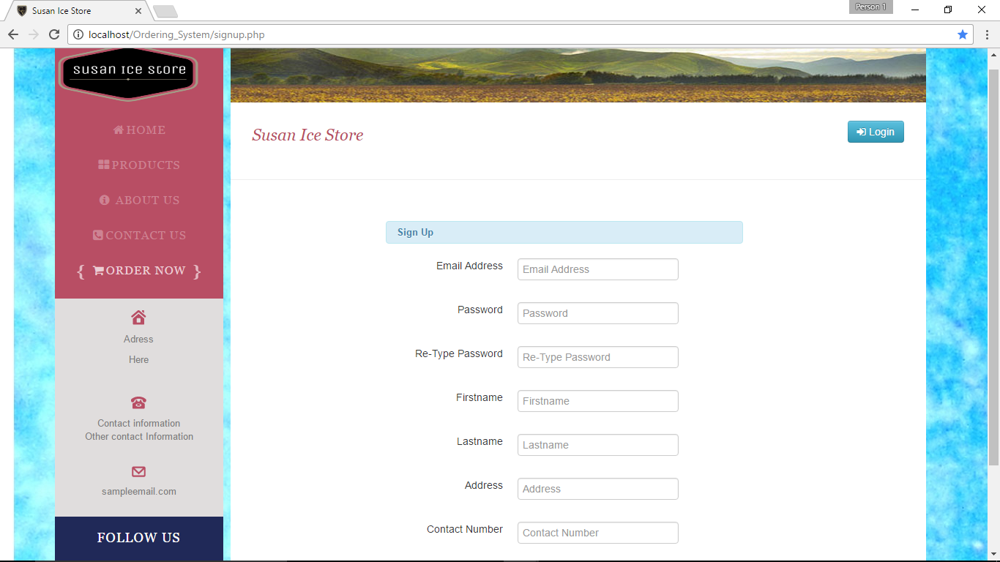 Susan Ice Store
Person 1
localhost/Ordering_System/signup.php
susan ice store
HOME
PRODUCTS
ABOUT US
CONTACT US
{ ORDER NOW }
Adress
Here
Contact information
Other contact Information
sampleemail.com
FOLLOW US
Susan Ice Store
Login
Sign Up
Email Address Email Address
Password Password
Re-Type Password Re-Type Password
Firstname Firstname
Lastname Lastname
Address Address
Contact Number Contact Number